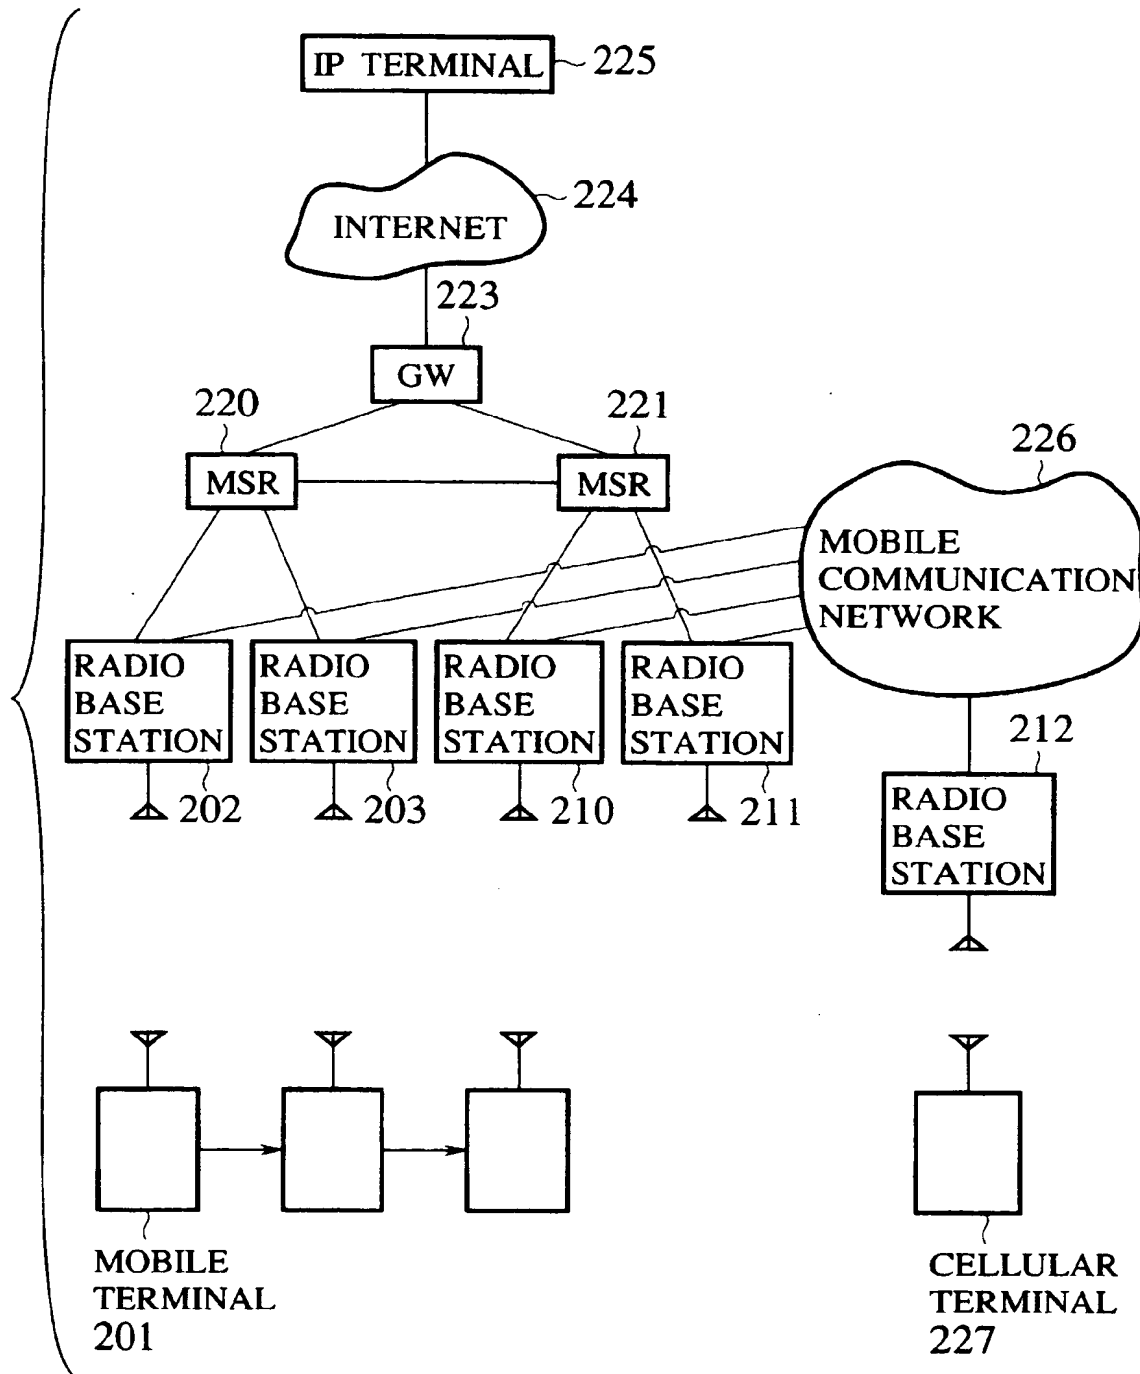 IP TERMINAL
225
INTERNET
224
223
GW
220
221
MSR
MSR
226
MOBILE
COMMUNICATION
NETWORK
RADIO
BASE
STATION
202
RADIO
BASE
STATION
203
RADIO
BASE
STATION
210
RADIO
BASE
STATION
211
212
RADIO
BASE
STATION
MOBILE
TERMINAL
201
CELLULAR
TERMINAL
227